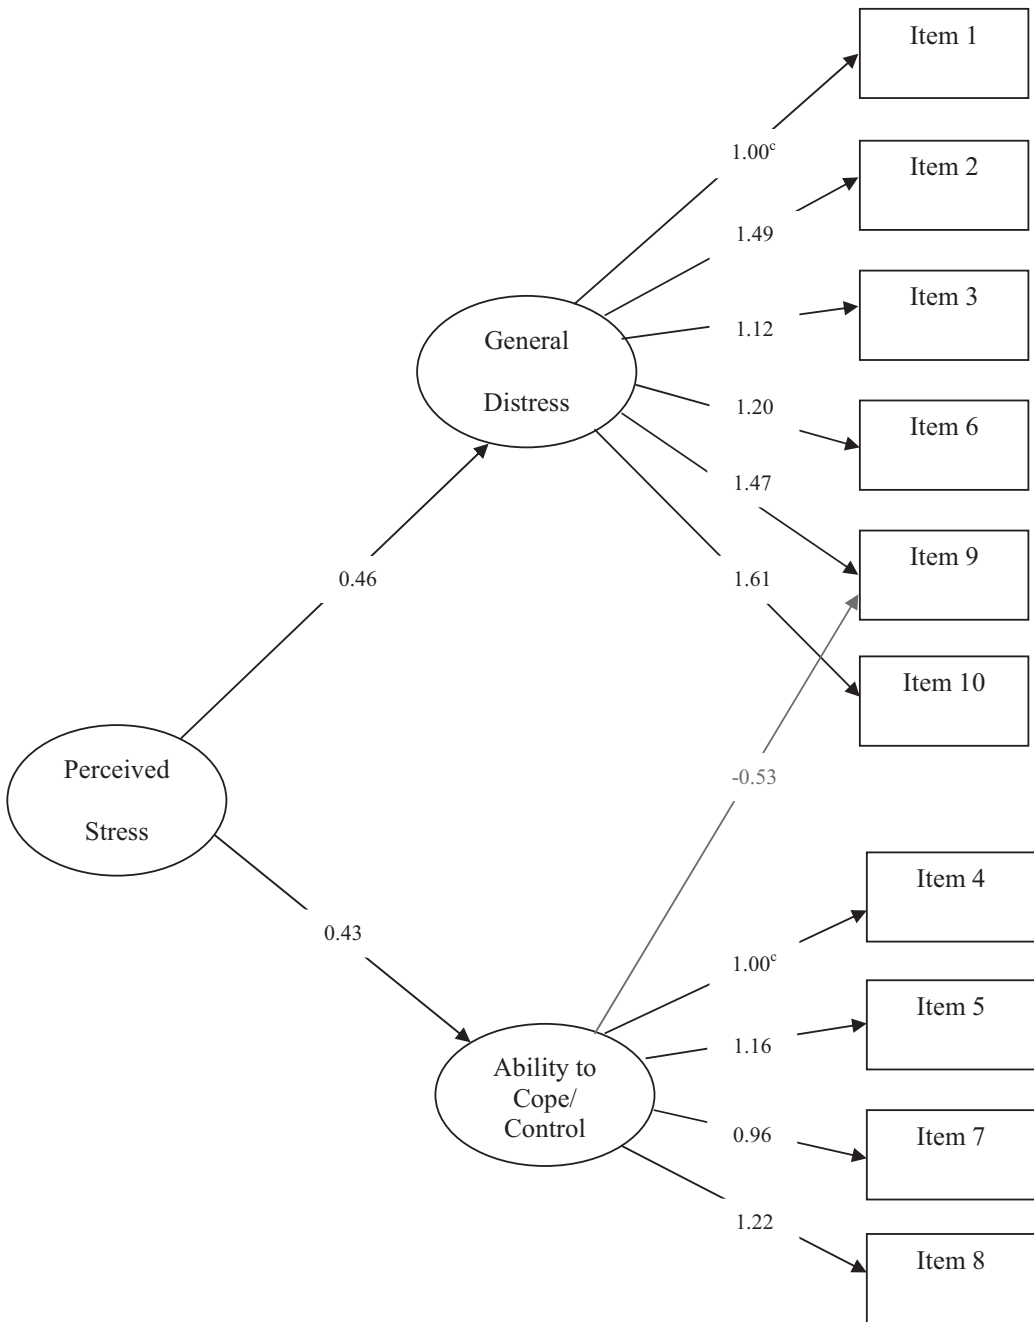 Item 1
1.00ᶜ
Item 2
1.49
General
Distress
Item 3
1.12
Item 6
1.20
Item 9
1.47
0.46
1.61
Item 10
Perceived
Stress
-0.53
Item 4
0.43
1.00ᶜ
Item 5
1.16
Ability to
Cope/
Control
Item 7
0.96
1.22
Item 8